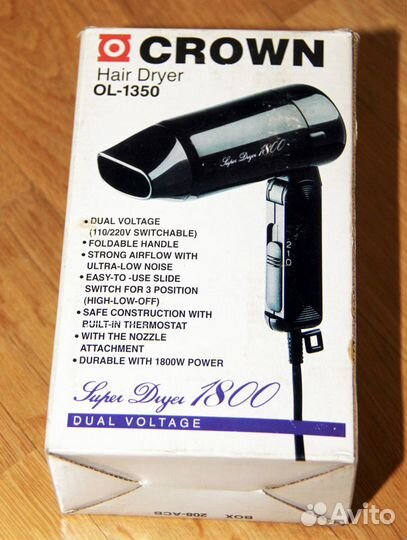 CROWN
Hair Dryer
OL-1350
Super Dryer 1800
2
1
0
• DUAL VOLTAGE
(110/220V SWITCHABLE)
• FOLDABLE HANDLE
• STRONG AIRFLOW WITH
ULTRA-LOW NOISE
• EASY-TO -USE SLIDE
SWITCH FOR 3 POSITION
(HIGH-LOW-OFF)
• SAFE CONSTRUCTION WITH
BUILT-IN THERMOSTAT
• WITH THE NOZZLE
ATTACHMENT
• DURABLE WITH 1800W POWER
Super Dryer 1800
DUAL VOLTAGE
BOX 208-ACB
Avito